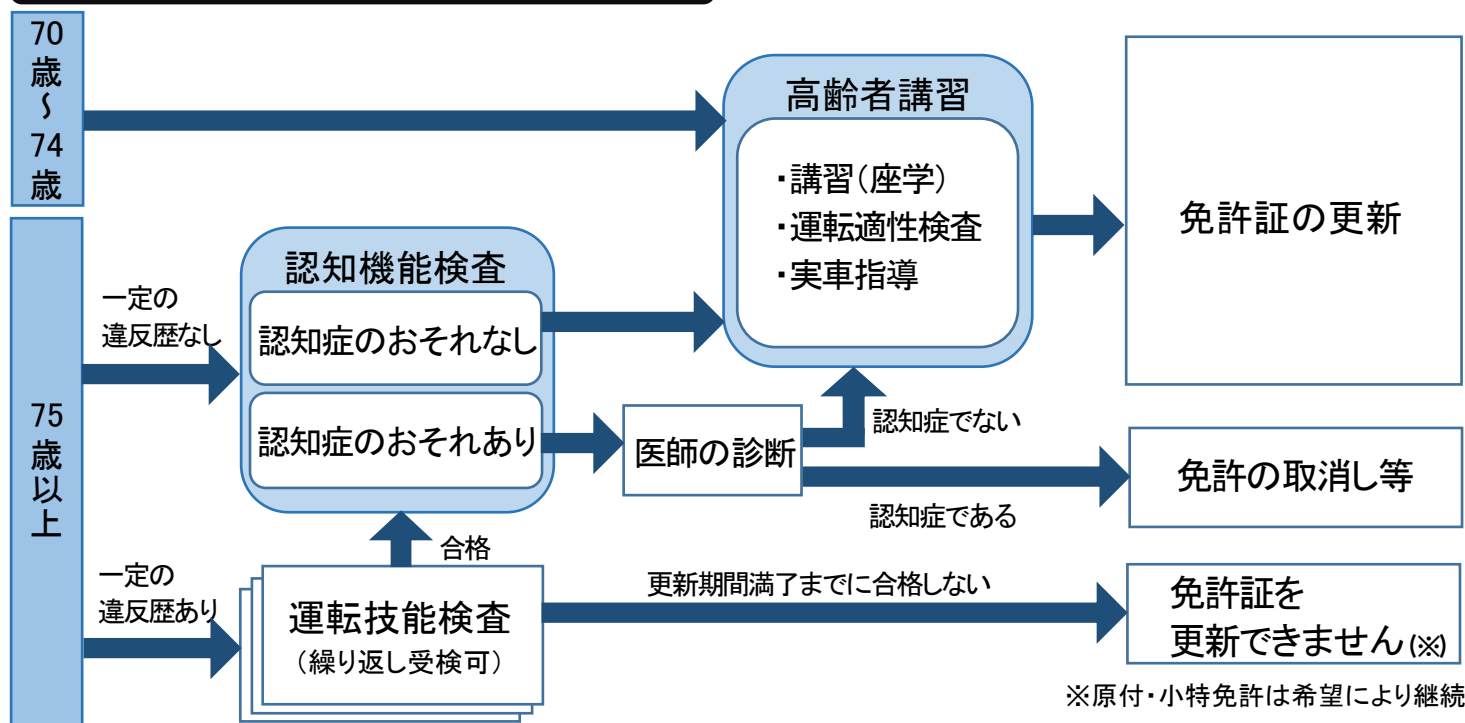 70歳～74歳
高齢者講習
・講習（座学）
・運転適性検査
・実車指導
免許証の更新
75歳以上
一定の
違反歴なし
認知機能検査
認知症のおそれなし
認知症のおそれあり
医師の診断
認知症でない
認知症である
免許の取消し等
合格
一定の
違反歴あり
運転技能検査
（繰り返し受検可）
更新期間満了までに合格しない
免許証を
更新できません(※)
※原付・小特免許は希望により継続